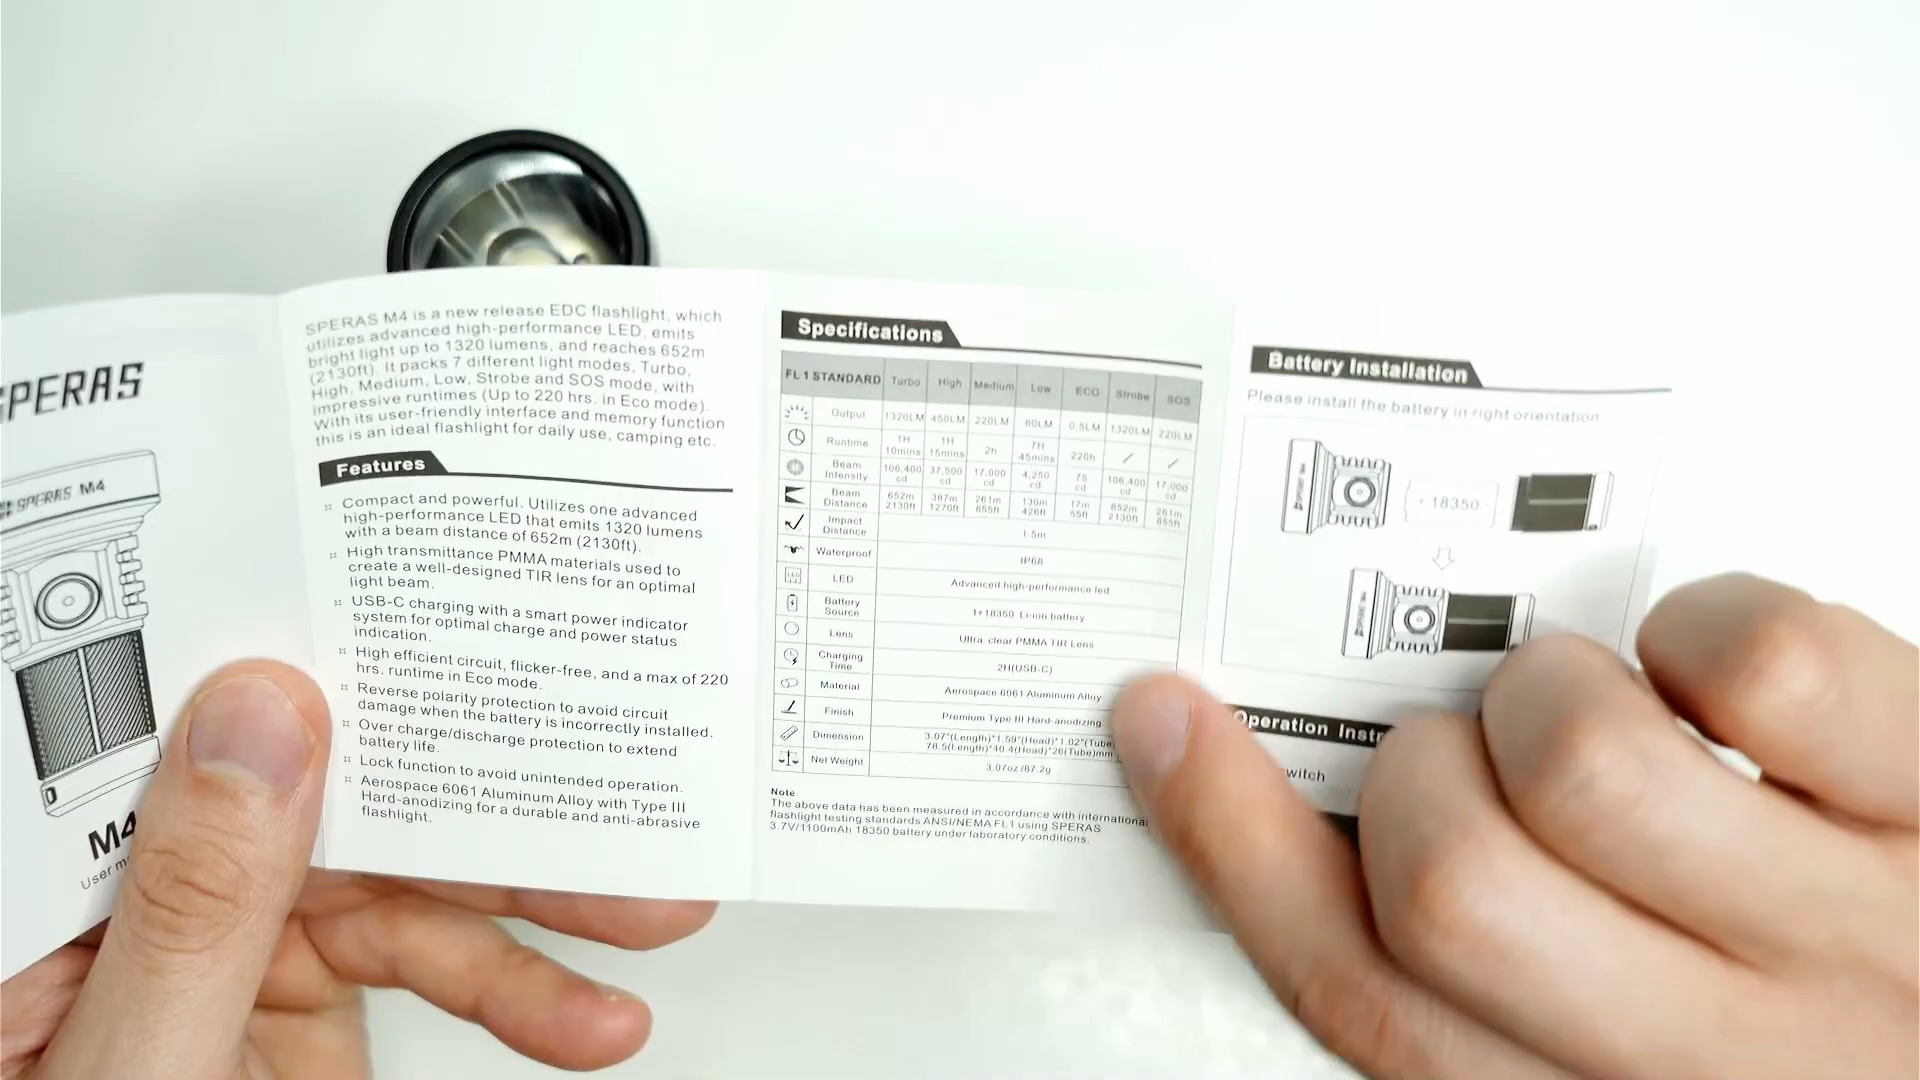 SPERAS
SPERAS M4
M4
SPERAS M4 is a new release EDC flashlight, which
utilizes advanced high-performance LED, emits
bright light up to 1320 lumens, and reaches 652m
(2130ft). It packs 7 different light modes, Turbo,
High, Medium, Low, Strobe and SOS mode, with
impressive runtimes (Up to 220 hrs. in Eco mode).
With its user-friendly interface and memory function
this is an ideal flashlight for daily use, camping etc.
Features
Compact and powerful. Utilizes one advanced
high-performance LED that emits 1320 lumens
with a beam distance of 652m (2130ft).
High transmittance PMMA materials used to
create a well-designed TIR lens for an optimal
light beam.
USB-C charging with a smart power indicator
system for optimal charge and power status
indication.
High efficient circuit, flicker-free, and a max of 220
hrs. runtime in Eco mode.
Reverse polarity protection to avoid circuit
damage when the battery is incorrectly installed.
Over charge/discharge protection to extend
battery life.
Lock function to avoid unintended operation.
Aerospace 6061 Aluminum Alloy with Type III
Hard-anodizing for a durable and anti-abrasive
flashlight.
Specifications
FL 1 STANDARD Turbo High Medium Low ECO Strobe SOS
Output 1320LM 450LM 220LM 60LM 0.5LM 1320LM 220LM
Runtime 1H 10mins 1H 15mins 2h 7H 45mins 220h / /
Beam Intensity 106,400 cd 37,500 cd 17,000 cd 4,250 cd 75 cd 106,400 cd 17,000 cd
Beam Distance 652m 2130ft 387m 1270ft 261m 855ft 130m 426ft 17m 55ft 652m 2130ft 261m 855ft
Impact Distance 1.5m
Waterproof IP68
LED Advanced high-performance led
Battery Source 1*18350 Li-ion battery
Lens Ultra clear PMMA TIR Lens
Charging Time 2H(USB-C)
Material Aerospace 6061 Aluminum Alloy
Finish Premium Type III Hard-anodizing
Dimension 3.07"(Length)*1.59"(Head)*1.02"(Tube
78.5(Length)*40.4(Head)*26(Tube)mm
Net Weight 3.07oz /87.2g
Note
The above data has been measured in accordance with international
flashlight testing standards ANSI/NEMA FL1 using SPERAS
3.7V/1100mAh 18350 battery under laboratory conditions.
Battery Installation
Please install the battery in right orientation
18350
Operation Instr
witch